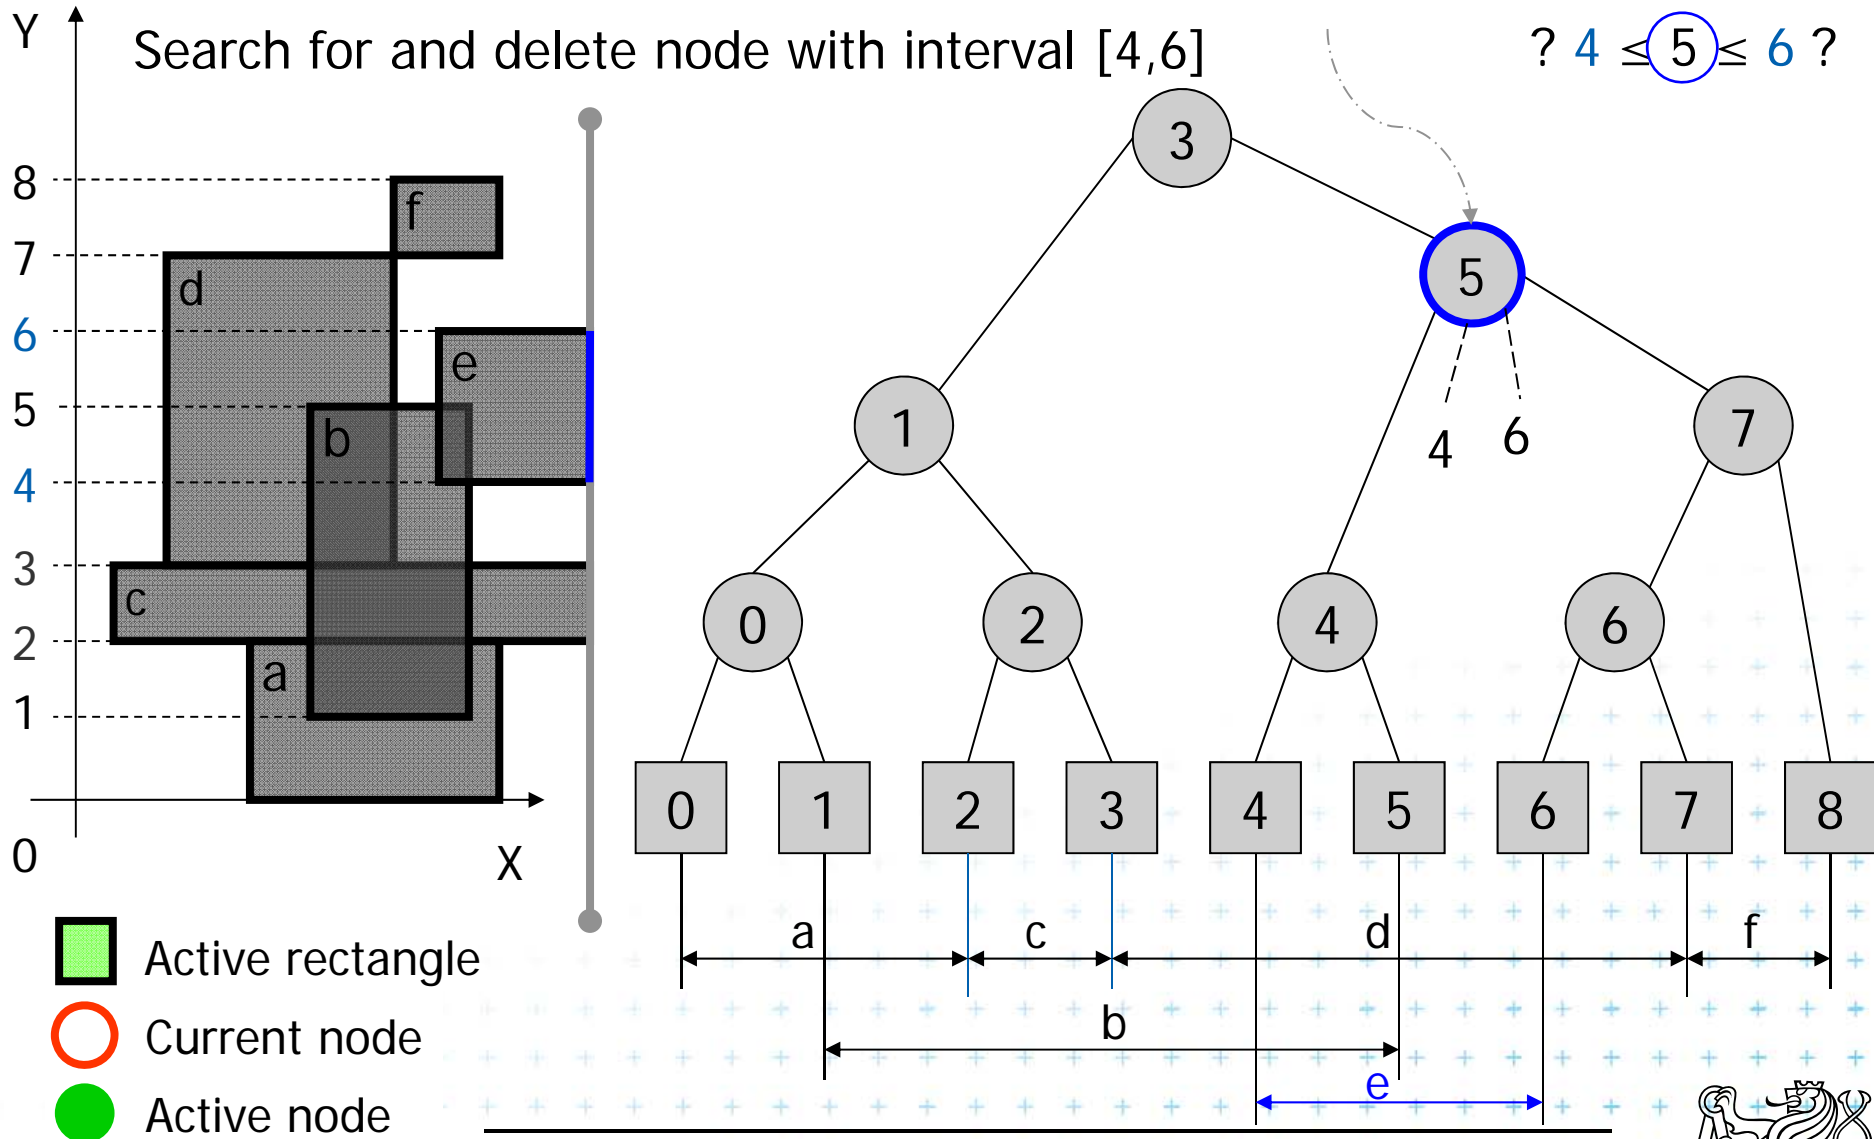 Y
Search for and delete node with interval [4,6]
? 4 ≤ 5 ≤ 6 ?
3
8
f
7
d
5
6
e
5
b
1
4
6
7
4
3
c
0
2
4
6
2
a
1
0
1
2
3
4
5
6
7
8
0
X
a
c
d
f
Active rectangle
b
Current node
e
Active node